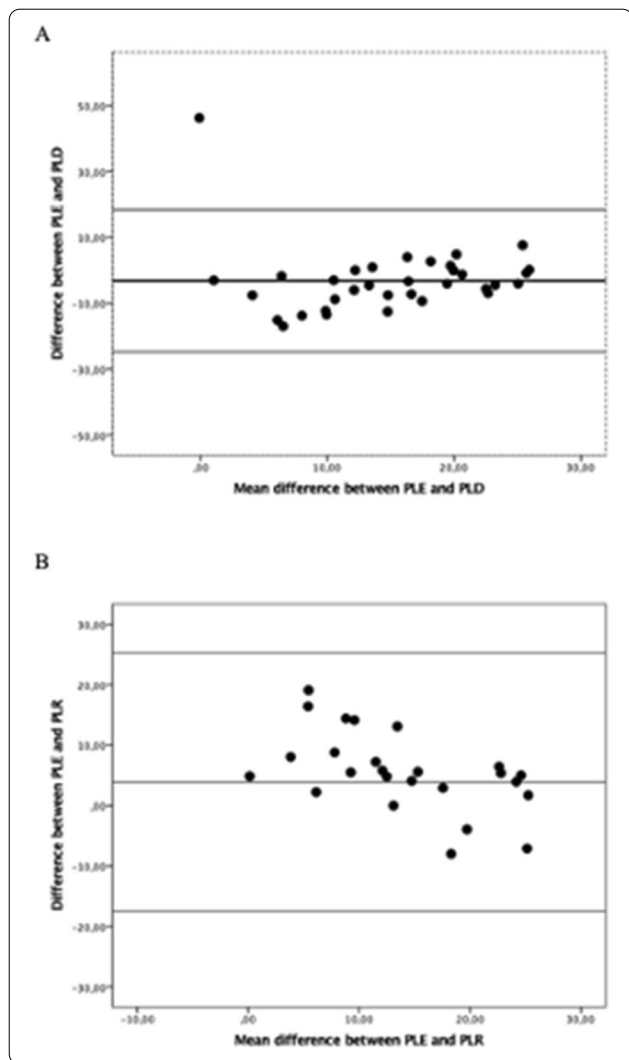 A
Difference between PLE and PLD
50,00
30,00
10,00
-10,00
-30,00
-50,00
,00 10,00 20,00 30,00
Mean difference between PLE and PLD
B
Difference between PLE and PLR
30,00
20,00
10,00
,00
-10,00
-20,00
-30,00
-10,00 ,00 10,00 20,00 30,00
Mean difference between PLE and PLR